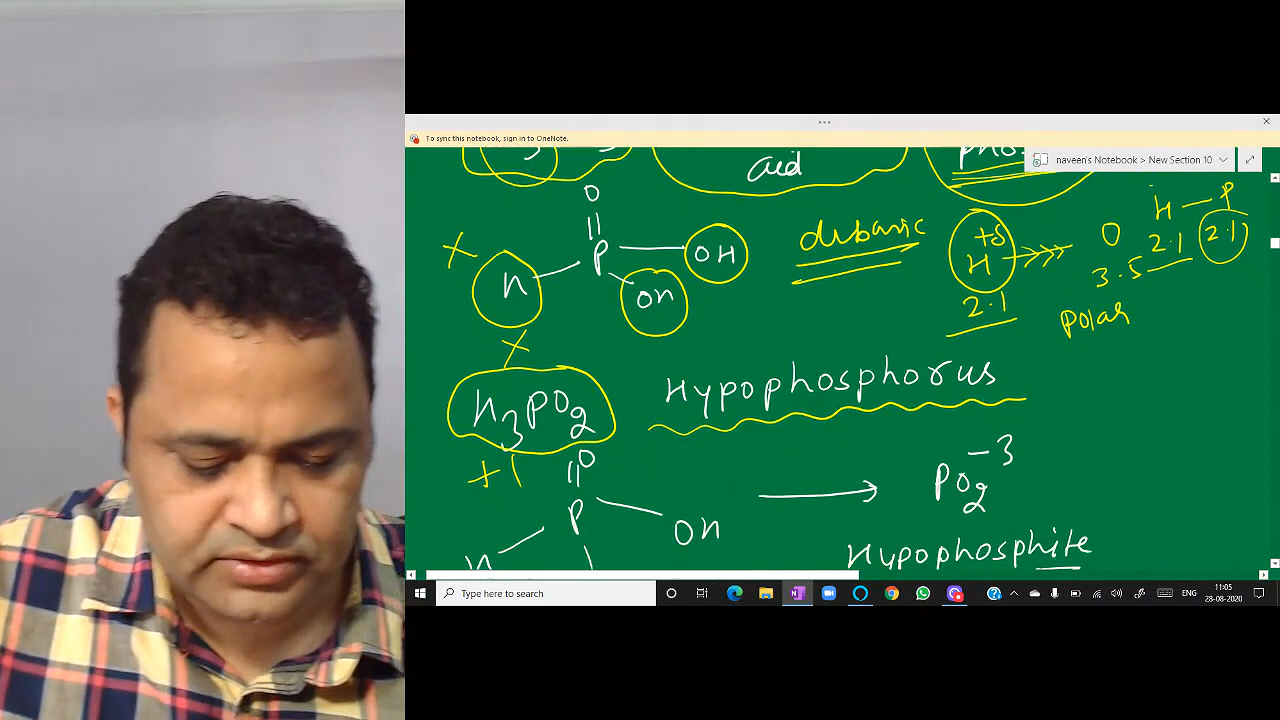 To sync this notebook, sign in to OneNote.
naveen's Notebook > New Section 10
acid
pho
O
||
P
OH
OH
H
X
X
dibasic
+δ
H
2.1
O
3.5
H — P
2.1 2.1
polar
H3PO2
Hypophosphorus
+1
O
||
P
OH
H
PO2-3
Hypophosphite
Type here to search
ENG
11:05
28-08-2020